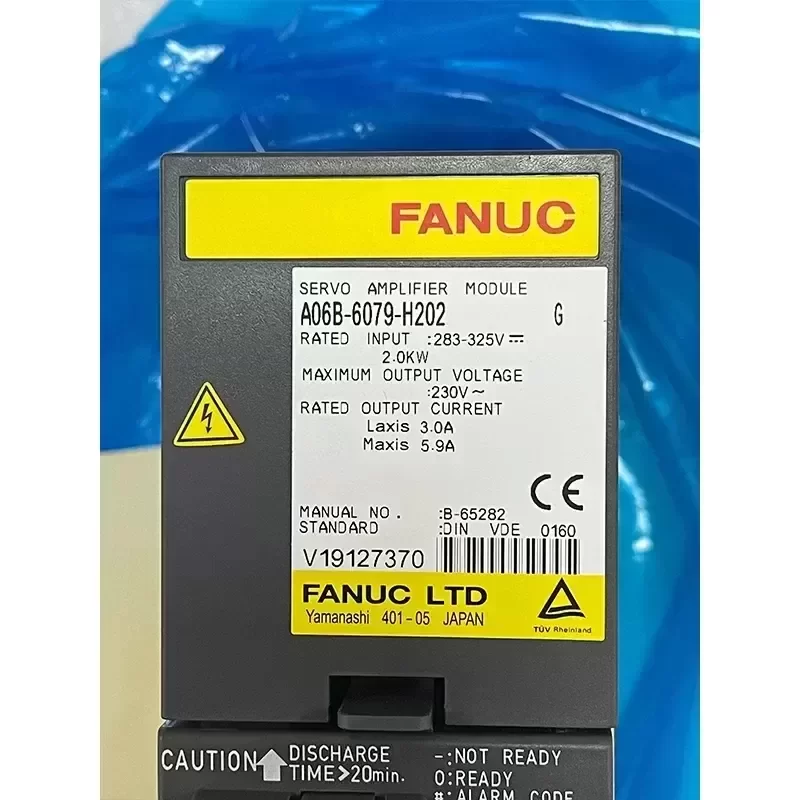 FANUC
SERVO AMPLIFIER MODULE
A06B-6079-H202 G
RATED INPUT :283-325V⎓
2.0KW
MAXIMUM OUTPUT VOLTAGE
:230V~
RATED OUTPUT CURRENT
Laxis 3.0A
Maxis 5.9A
CE
MANUAL NO. :B-65282
STANDARD :DIN VDE 0160
V19127370
FANUC LTD
Yamanashi 401-05 JAPAN
TÜV Rheinland
CAUTION DISCHARGE TIME>20min.
-:NOT READY
0:READY
#:ALARM CODE